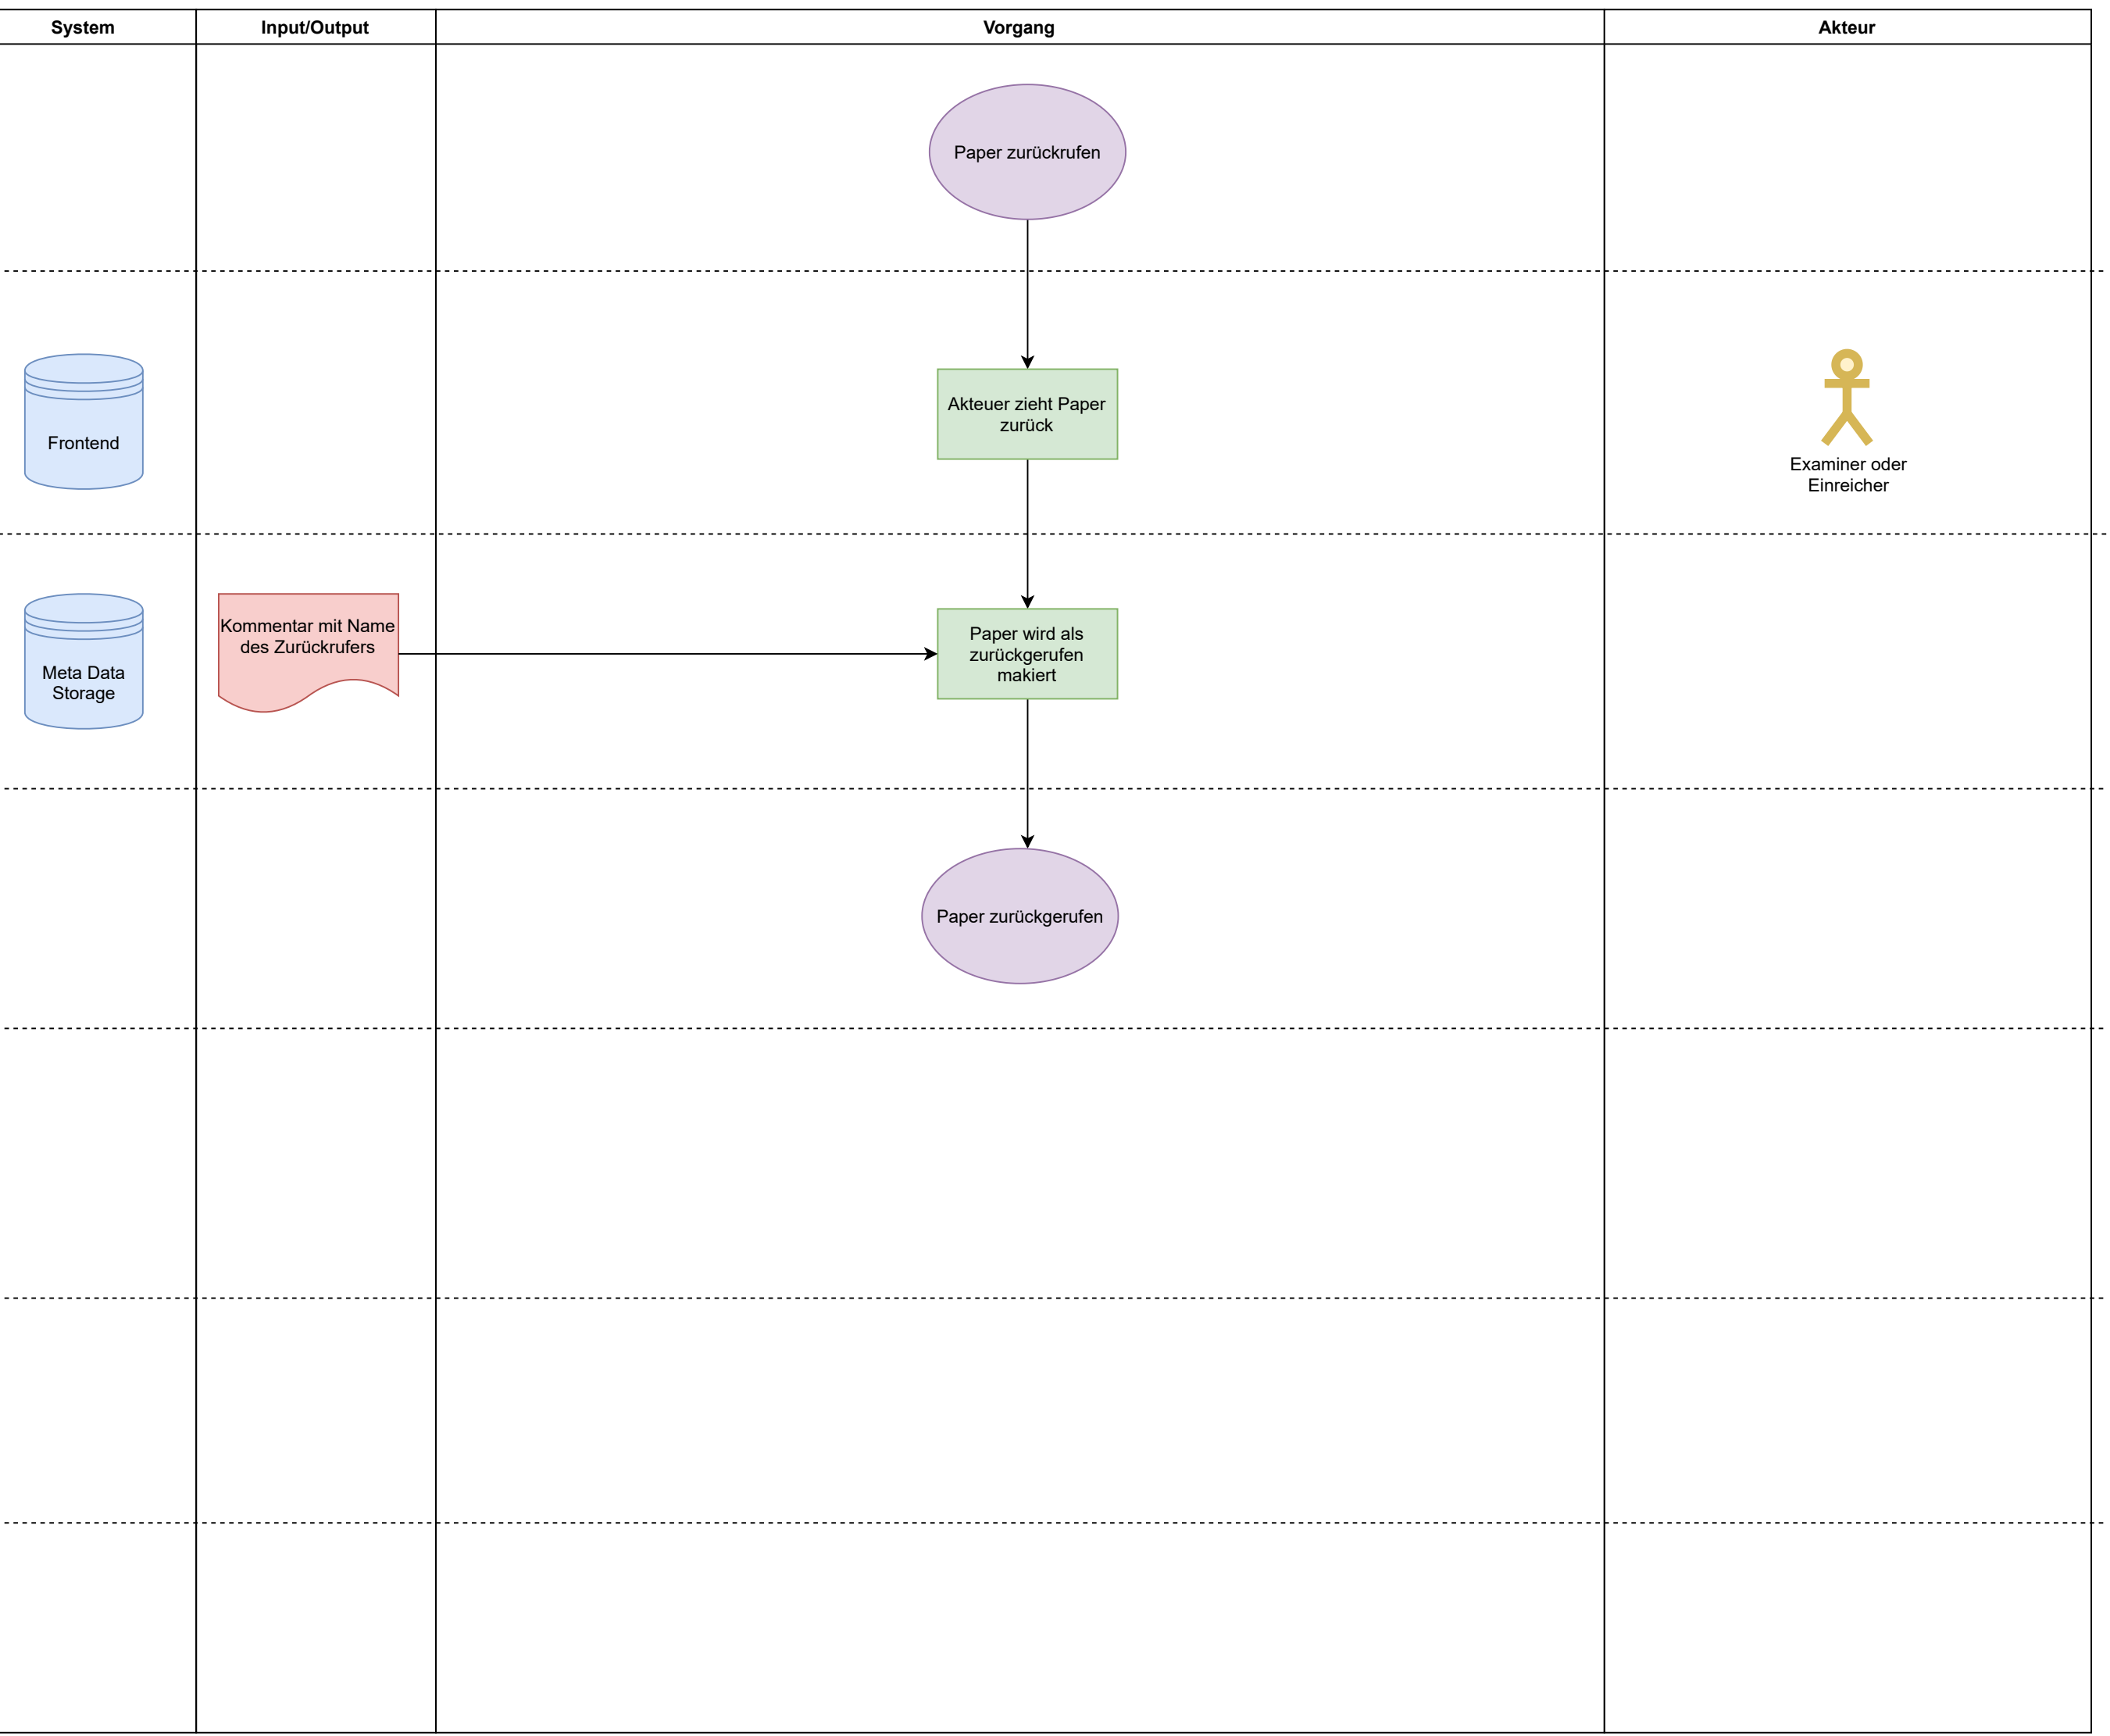 System
Input/Output
Vorgang
Akteur
Paper zurückrufen
Frontend
Akteuer zieht Paper
zurück
Examiner oder
Einreicher
Meta Data
Storage
Kommentar mit Name
des Zurückrufers
Paper wird als
zurückgerufen
makiert
Paper zurückgerufen